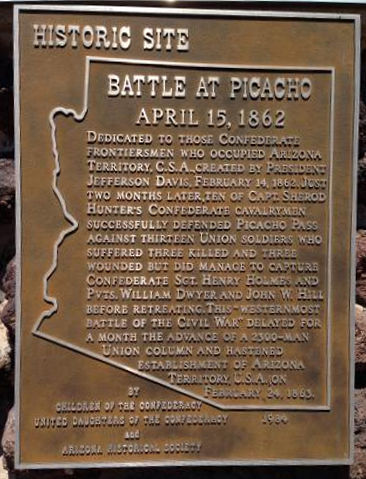 HISTORIC SITE
BATTLE AT PICACHO
APRIL 15, 1862
DEDICATED TO THOSE CONFEDERATE
FRONTIERSMEN WHO OCCUPIED ARIZONA
TERRITORY, C.S.A., CREATED BY PRESIDENT
JEFFERSON DAVIS, FEBRUARY 14, 1862. JUST
TWO MONTHS LATER, TEN OF CAPT. SHEROD
HUNTER'S CONFEDERATE CAVALRYMEN
SUCCESSFULLY DEFENDED PICACHO PASS
AGAINST THIRTEEN UNION SOLDIERS WHO
SUFFERED THREE KILLED AND THREE
WOUNDED BUT DID MANAGE TO CAPTURE
CONFEDERATE SGT. HENRY HOLMES AND
PVTS. WILLIAM DWYER AND JOHN W. HILL
BEFORE RETREATING. THIS "WESTERNMOST
BATTLE OF THE CIVIL WAR" DELAYED FOR
A MONTH THE ADVANCE OF A 2300-MAN
UNION COLUMN AND HASTENED
ESTABLISHMENT OF ARIZONA
TERRITORY, U.S.A., ON
FEBRUARY 24, 1863.
BY
CHILDREN OF THE CONFEDERACY
UNITED DAUGHTERS OF THE CONFEDERACY 1984
and
ARIZONA HISTORICAL SOCIETY